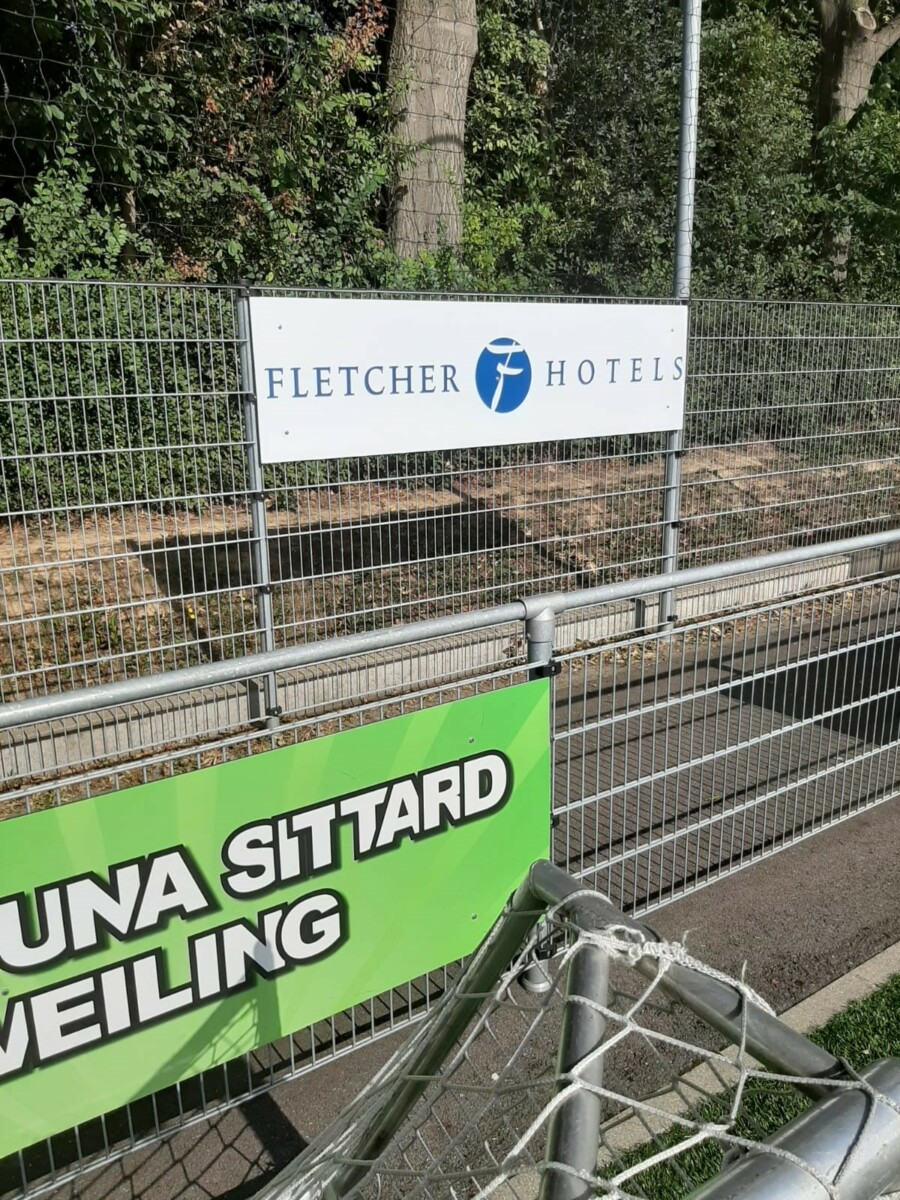 FLETCHER F HOTELS
UNA SITTARD
VEILING